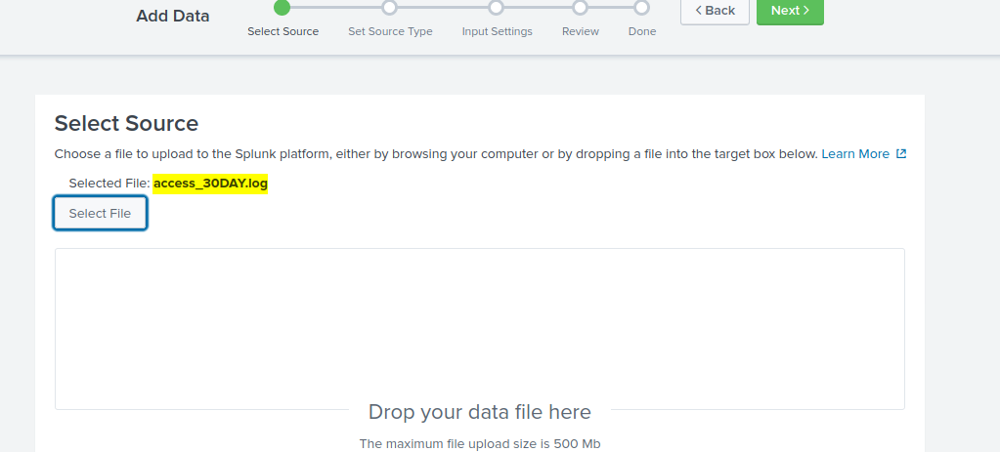 Add Data
Select Source
Set Source Type
Input Settings
Review
Done
< Back
Next >
Select Source
Choose a file to upload to the Splunk platform, either by browsing your computer or by dropping a file into the target box below. Learn More
Selected File: access_30DAY.log
Select File
Drop your data file here
The maximum file upload size is 500 Mb